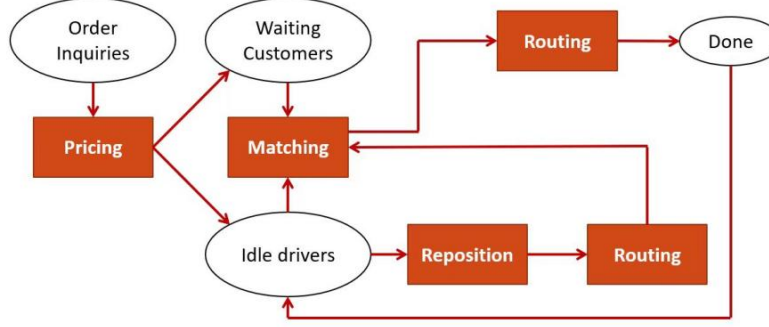 Order
Inquiries
Waiting
Customers
Routing
Done
Pricing
Matching
Idle drivers
Reposition
Routing